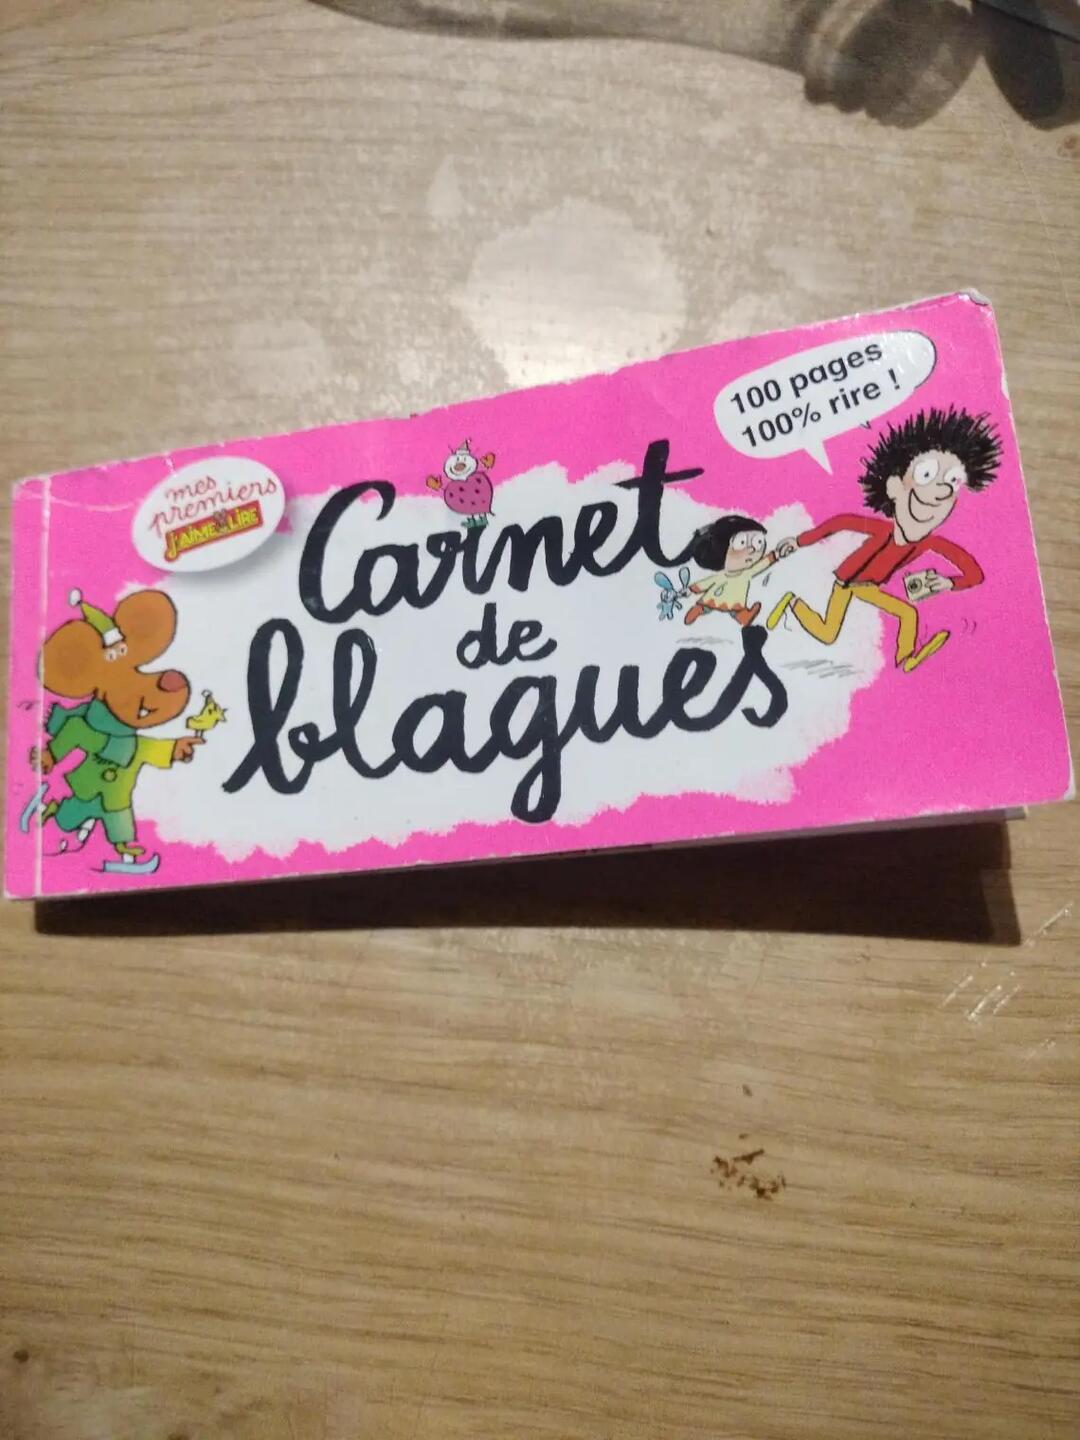 100 pages
100% rire !
mes
premiers
J'AIME LIRE
Carnet
de
blagues